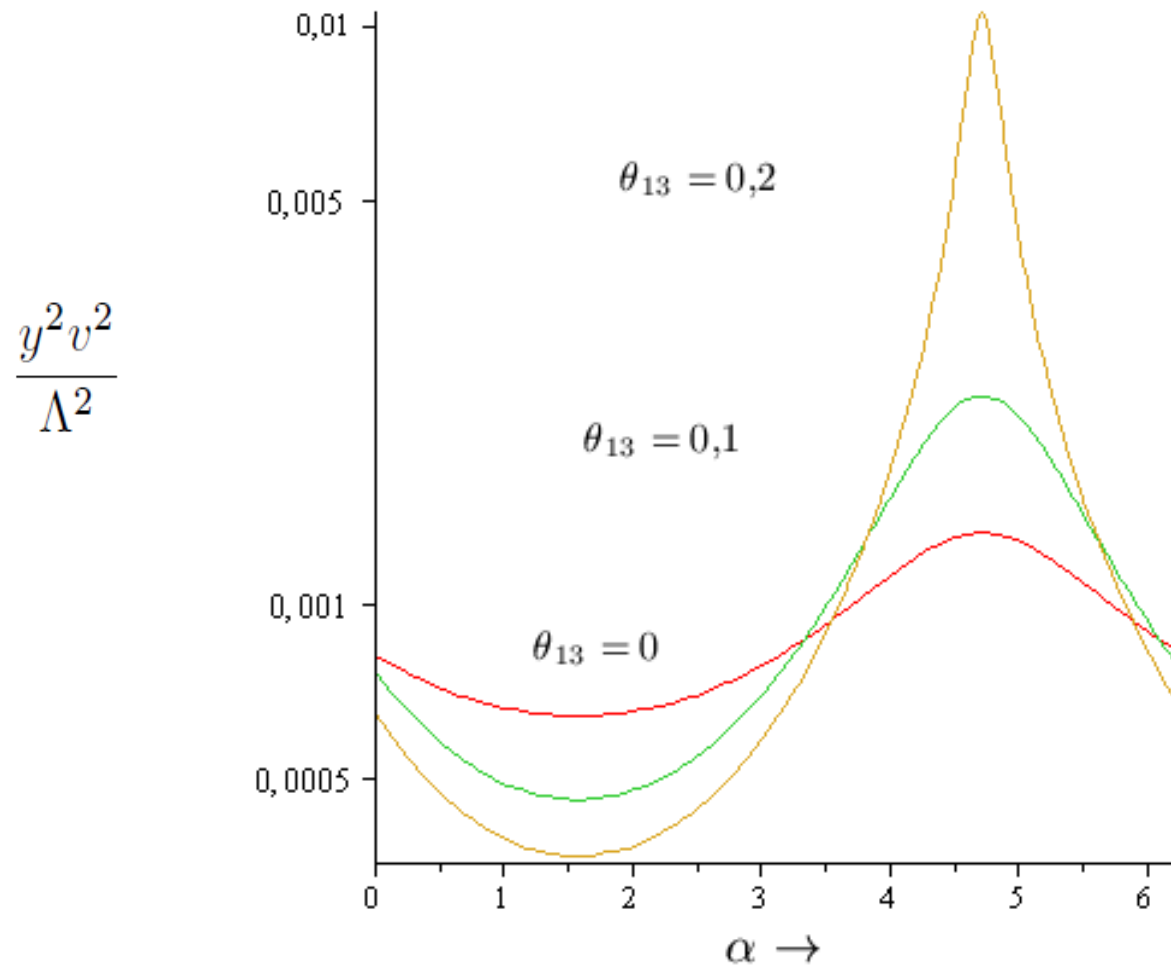 0,01
θ₁₃ = 0,2
0,005
y²v²
Λ²
θ₁₃ = 0,1
0,001
θ₁₃ = 0
0,0005
0 1 2 3 4 5 6
α →